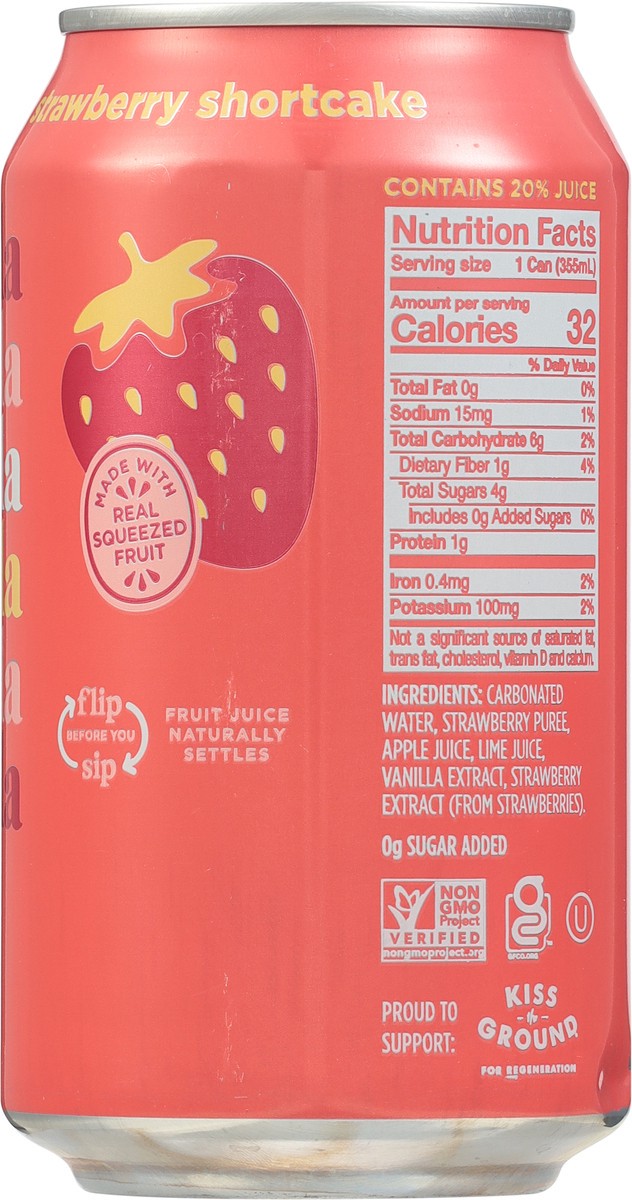 strawberry shortcake
a
a
a
a
a
a
MADE WITH
REAL
SQUEEZED
FRUIT
flip
BEFORE YOU
sip
FRUIT JUICE
NATURALLY
SETTLES
CONTAINS 20% JUICE
Nutrition Facts
Serving size 1 Can (355mL)
Amount per serving
Calories 32
% Daily Value
Total Fat 0g 0%
Sodium 15mg 1%
Total Carbohydrate 6g 2%
Dietary Fiber 1g 4%
Total Sugars 4g
Includes 0g Added Sugars 0%
Protein 1g
Iron 0.4mg 2%
Potassium 100mg 2%
Not a significant source of saturated fat,
trans fat, cholesterol, vitamin D and calcium.
INGREDIENTS: CARBONATED
WATER, STRAWBERRY PUREE,
APPLE JUICE, LIME JUICE,
VANILLA EXTRACT, STRAWBERRY
EXTRACT (FROM STRAWBERRIES).
0g SUGAR ADDED
NON
GMO
Project
VERIFIED
nongmoproject.org
GFCO.ORG
U
PROUD TO
SUPPORT:
KISS
the
GROUND
FOR REGENERATION